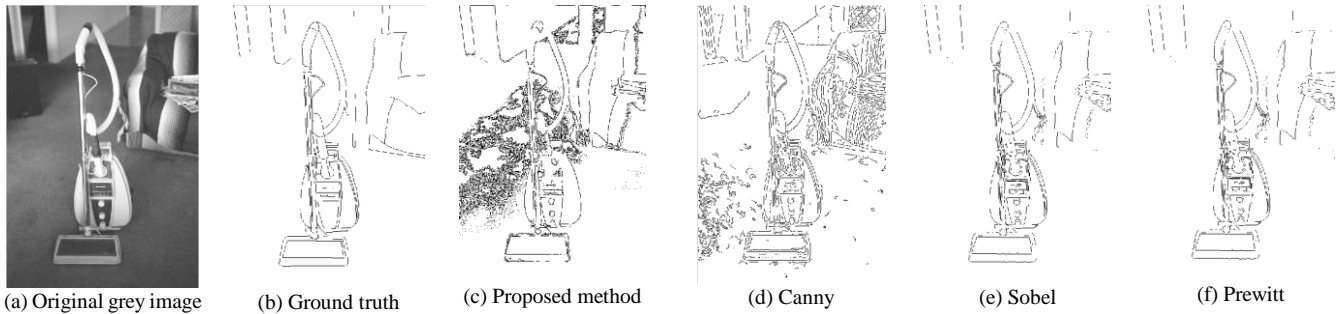 (a) Original grey image
(b) Ground truth
(c) Proposed method
(d) Canny
(e) Sobel
(f) Prewitt